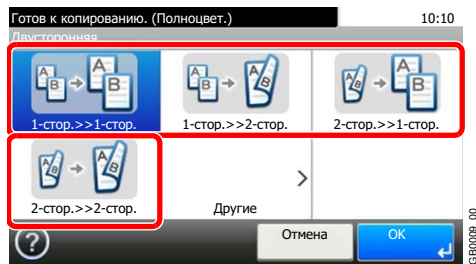 Готов к копированию. (Полноцвет.) 10:10
Двусторонняя
A B A B
A B A
A A B
1-стор.>>1-стор. 1-стор.>>2-стор. 2-стор.>>1-стор.
A A
2-стор.>>2-стор. Другие
? Отмена OK
GB0009_00